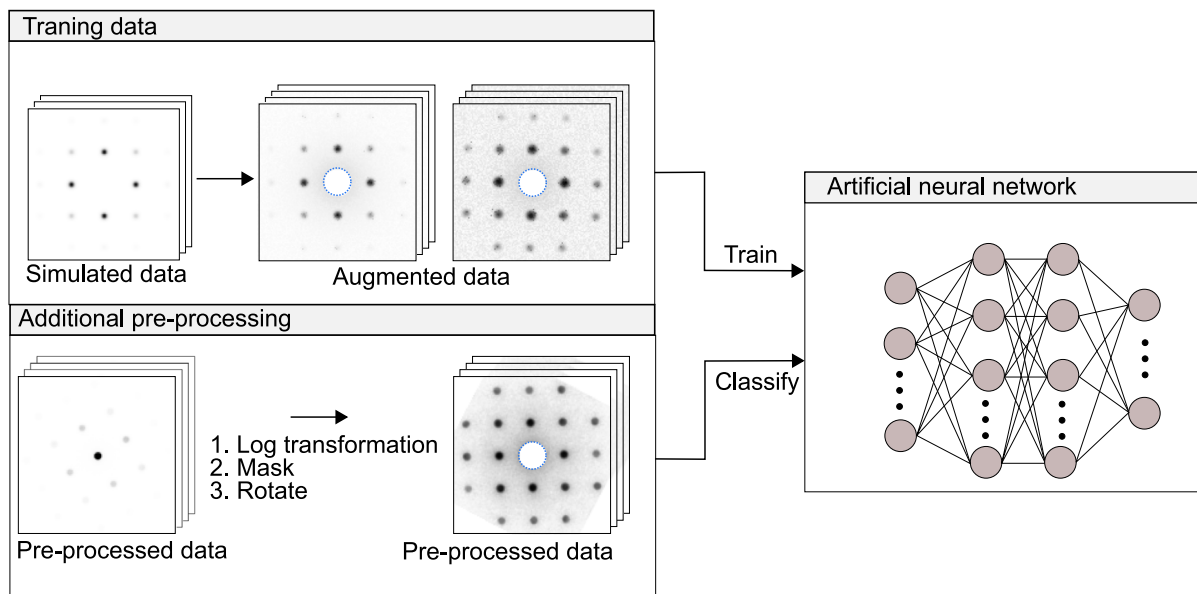 Traning data
Simulated data
Augmented data
Additional pre-processing
Pre-processed data
1. Log transformation
2. Mask
3. Rotate
Pre-processed data
Train
Classify
Artificial neural network